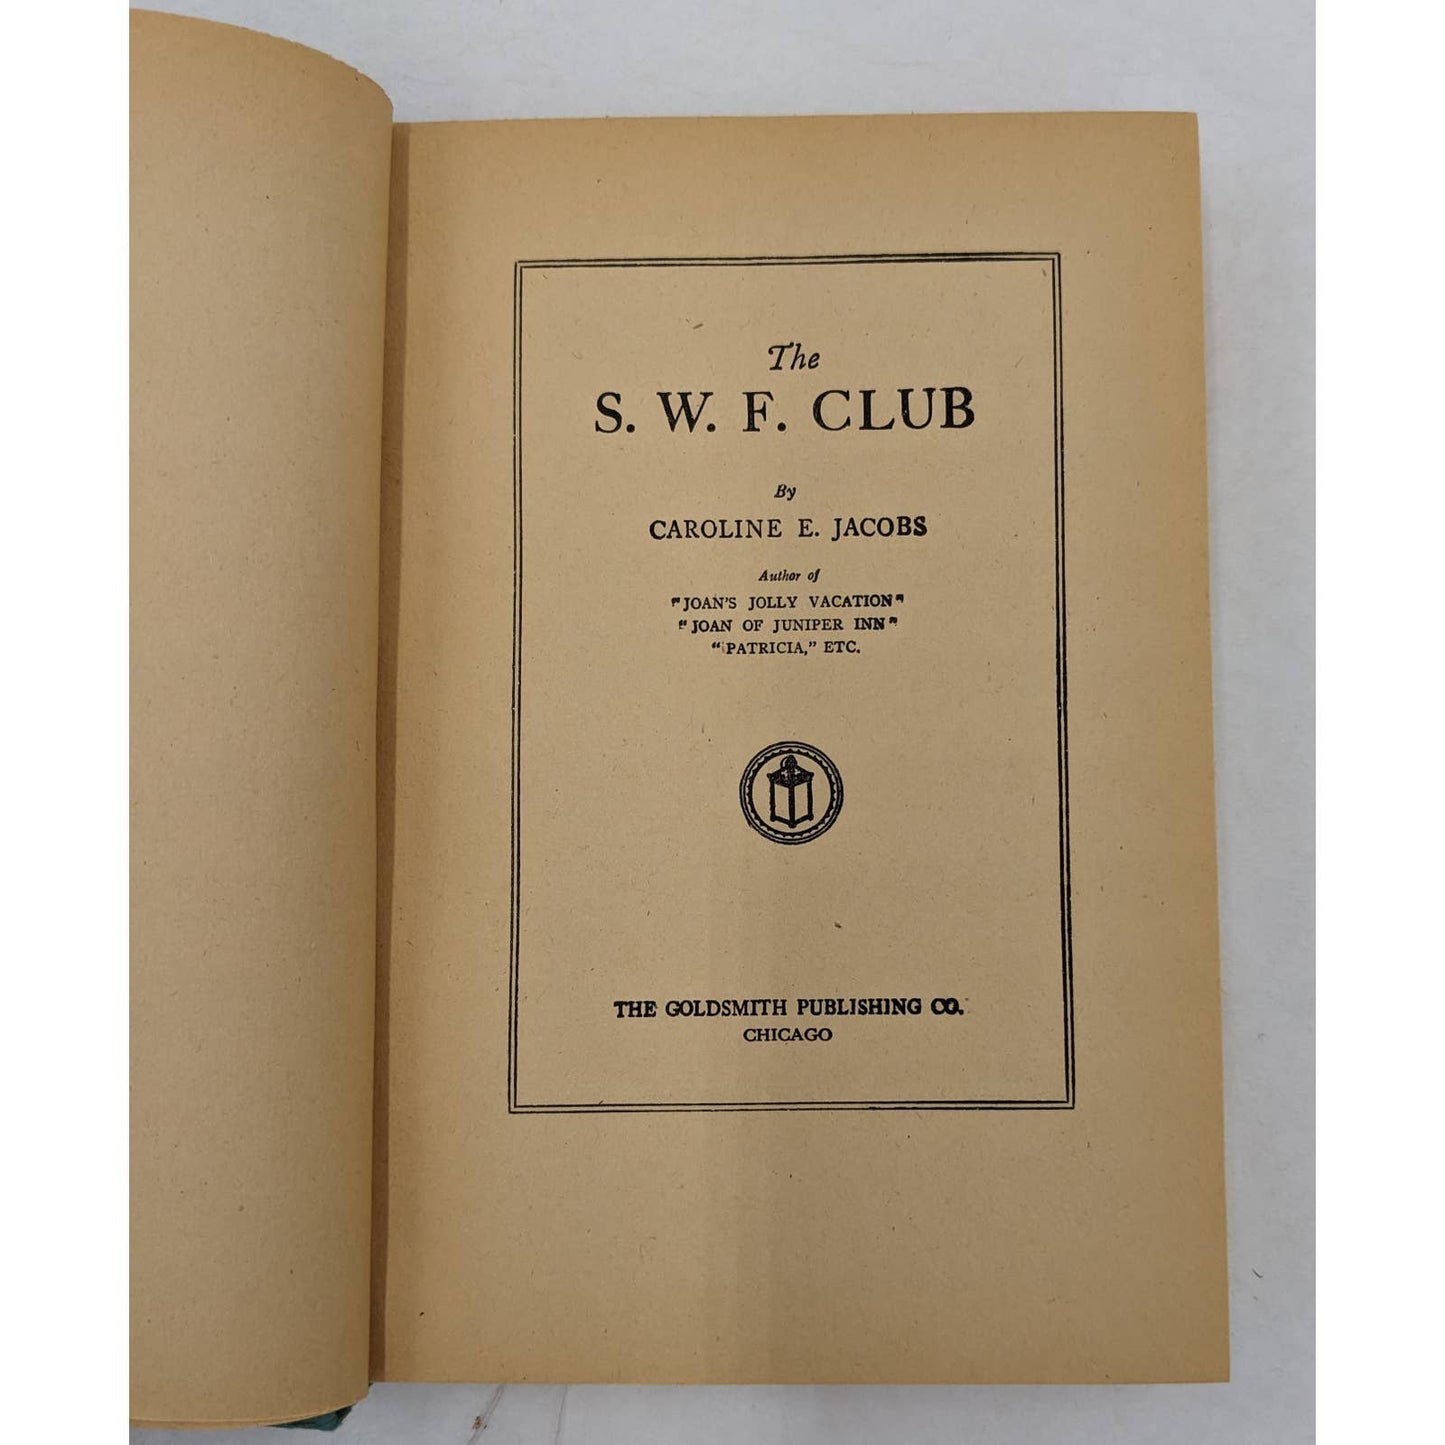 The
S. W. F. CLUB
By
CAROLINE E. JACOBS
Author of
"JOAN'S JOLLY VACATION"
"JOAN OF JUNIPER INN"
"PATRICIA," ETC.
THE GOLDSMITH PUBLISHING CO.
CHICAGO